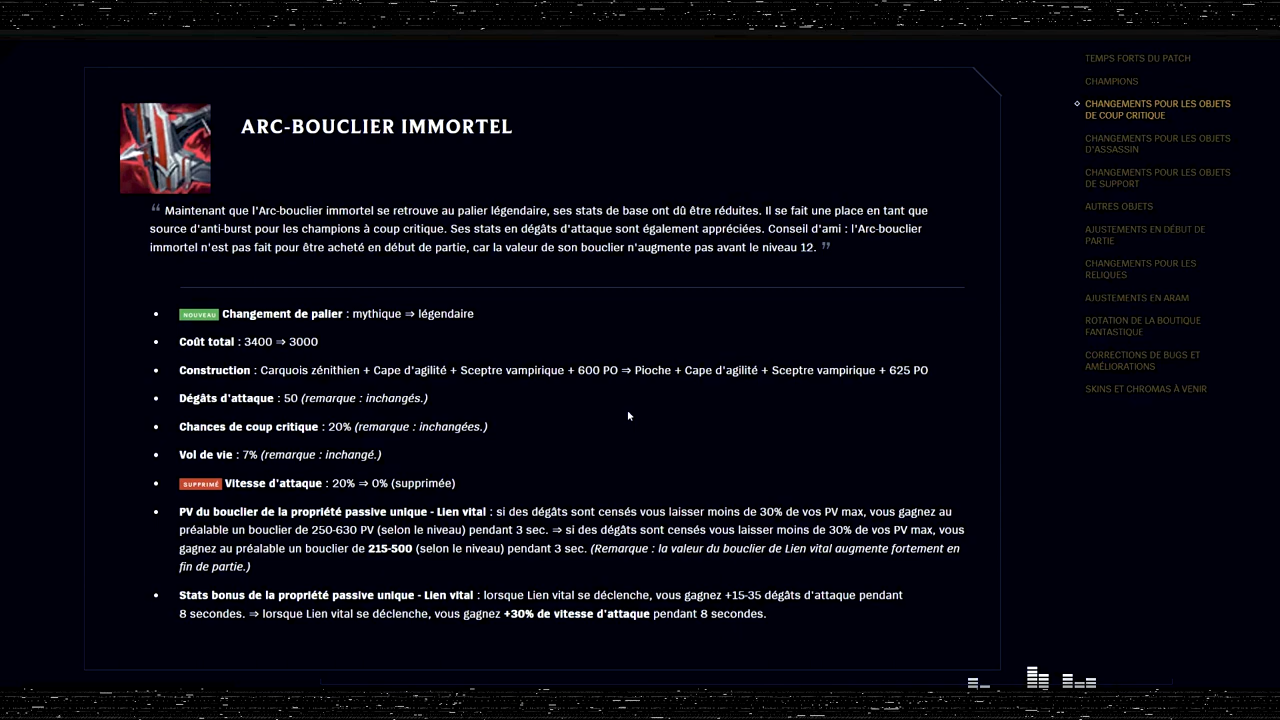 ARC-BOUCLIER IMMORTEL
“ Maintenant que l'Arc-bouclier immortel se retrouve au palier légendaire, ses stats de base ont dû être réduites. Il se fait une place en tant que
source d'anti-burst pour les champions à coup critique. Ses stats en dégâts d'attaque sont également appréciées. Conseil d'ami : l'Arc-bouclier
immortel n'est pas fait pour être acheté en début de partie, car la valeur de son bouclier n'augmente pas avant le niveau 12. ”
• NOUVEAU Changement de palier : mythique ⇒ légendaire
• Coût total : 3400 ⇒ 3000
• Construction : Carquois zénithien + Cape d'agilité + Sceptre vampirique + 600 PO ⇒ Pioche + Cape d'agilité + Sceptre vampirique + 625 PO
• Dégâts d'attaque : 50 (remarque : inchangés.)
• Chances de coup critique : 20% (remarque : inchangées.)
• Vol de vie : 7% (remarque : inchangé.)
• SUPPRIMÉ Vitesse d'attaque : 20% ⇒ 0% (supprimée)
• PV du bouclier de la propriété passive unique - Lien vital : si des dégâts sont censés vous laisser moins de 30% de vos PV max, vous gagnez au
préalable un bouclier de 250-630 PV (selon le niveau) pendant 3 sec. ⇒ si des dégâts sont censés vous laisser moins de 30% de vos PV max, vous
gagnez au préalable un bouclier de 215-500 (selon le niveau) pendant 3 sec. (Remarque : la valeur du bouclier de Lien vital augmente fortement en
fin de partie.)
• Stats bonus de la propriété passive unique - Lien vital : lorsque Lien vital se déclenche, vous gagnez +15-35 dégâts d'attaque pendant
8 secondes. ⇒ lorsque Lien vital se déclenche, vous gagnez +30% de vitesse d'attaque pendant 8 secondes.
TEMPS FORTS DU PATCH
CHAMPIONS
CHANGEMENTS POUR LES OBJETS
DE COUP CRITIQUE
CHANGEMENTS POUR LES OBJETS
D'ASSASSIN
CHANGEMENTS POUR LES OBJETS
DE SUPPORT
AUTRES OBJETS
AJUSTEMENTS EN DÉBUT DE
PARTIE
CHANGEMENTS POUR LES
RELIQUES
AJUSTEMENTS EN ARAM
ROTATION DE LA BOUTIQUE
FANTASTIQUE
CORRECTIONS DE BUGS ET
AMÉLIORATIONS
SKINS ET CHROMAS À VENIR